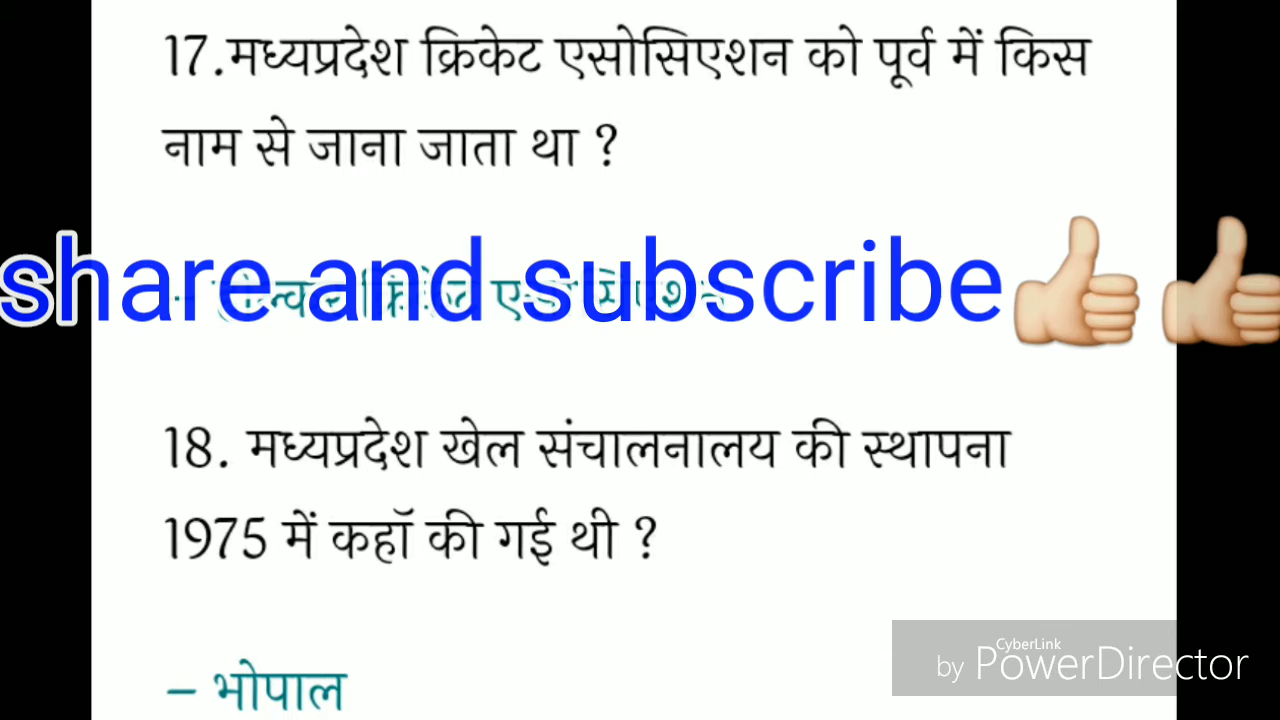 17.मध्यप्रदेश क्रिकेट एसोसिएशन को पूर्व में किस
नाम से जाना जाता था ?
share and subscribe👍🏼👍🏼
18. मध्यप्रदेश खेल संचालनालय की स्थापना
1975 में कहॉ की गई थी ?
– भोपाल
CyberLink
by PowerDirector